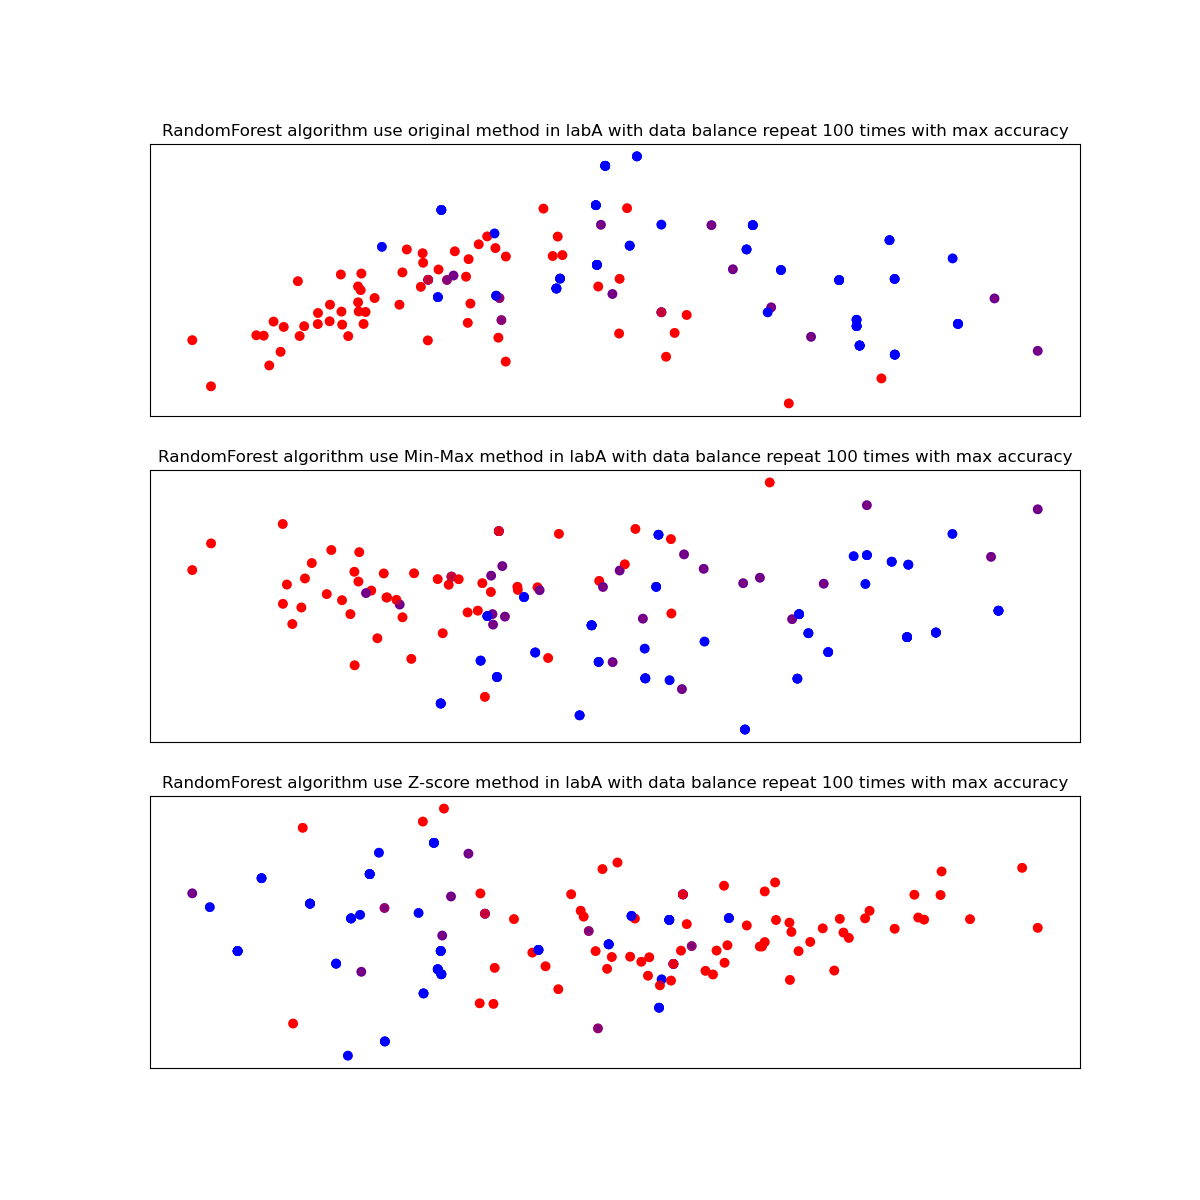 RandomForest algorithm use original method in labA with data balance repeat 100 times with max accuracy
RandomForest algorithm use Min-Max method in labA with data balance repeat 100 times with max accuracy
RandomForest algorithm use Z-score method in labA with data balance repeat 100 times with max accuracy